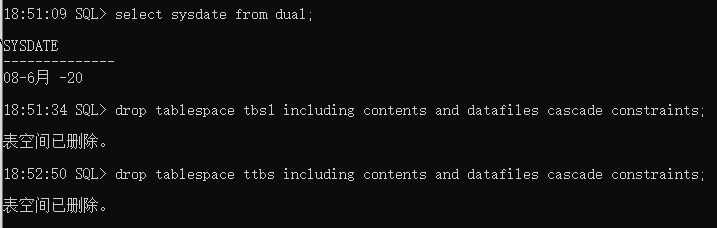 18:51:09 SQL> select sysdate from dual;
SYSDATE
--------------
08-6月 -20
18:51:34 SQL> drop tablespace tbsl including contents and datafiles cascade constraints;
表空间已删除。
18:52:50 SQL> drop tablespace ttbs including contents and datafiles cascade constraints;
表空间已删除。